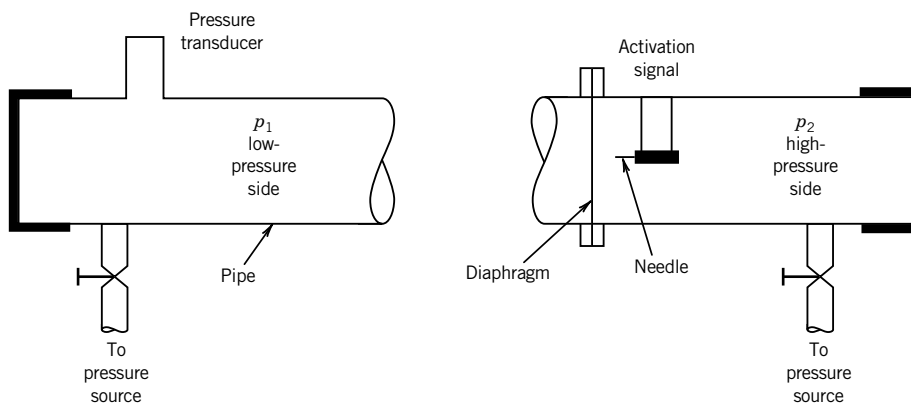 Pressure
transducer
p1
low-
pressure
side
Pipe
To
pressure
source
Activation
signal
p2
high-
pressure
side
Diaphragm
Needle
To
pressure
source